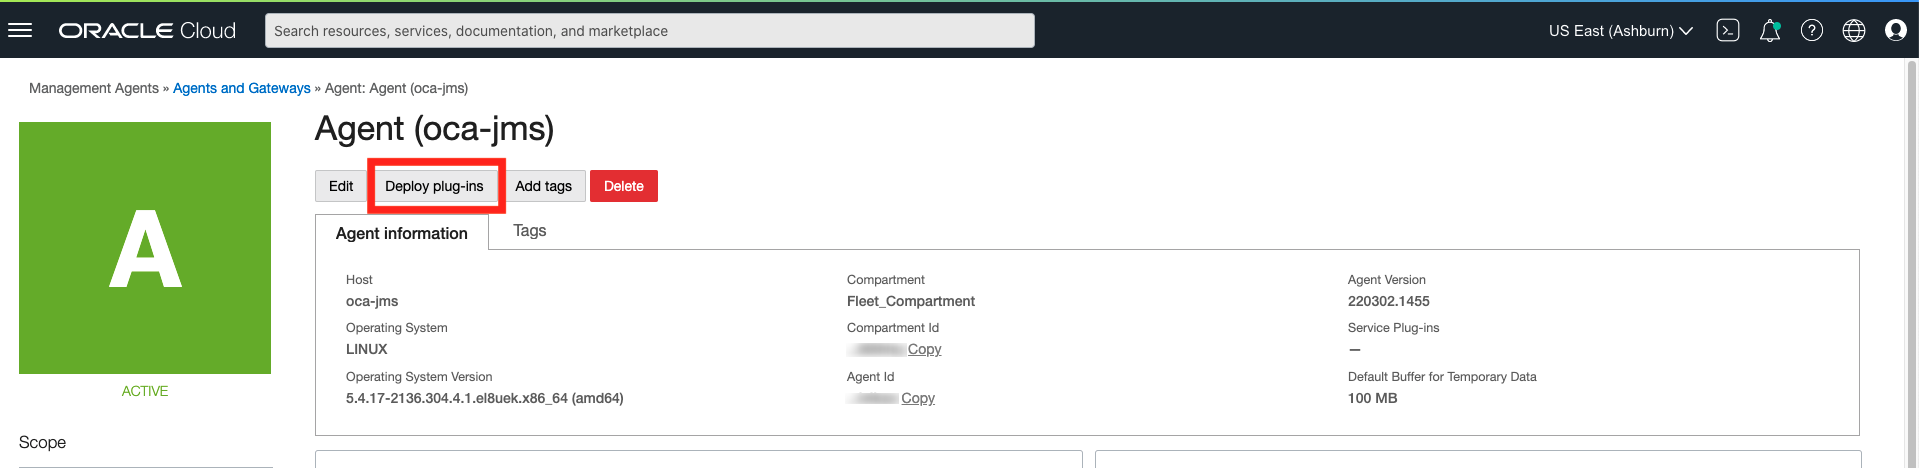 ORACLE Cloud
Search resources, services, documentation, and marketplace
US East (Ashburn)
Management Agents » Agents and Gateways » Agent: Agent (oca-jms)
A
ACTIVE
Scope
Agent (oca-jms)
Edit Deploy plug-ins Add tags Delete
Agent information Tags
Host
oca-jms
Operating System
LINUX
Operating System Version
5.4.17-2136.304.4.1.el8uek.x86_64 (amd64)
Compartment
Fleet_Compartment
Compartment Id
Copy
Agent Id
Copy
Agent Version
220302.1455
Service Plug-ins
—
Default Buffer for Temporary Data
100 MB